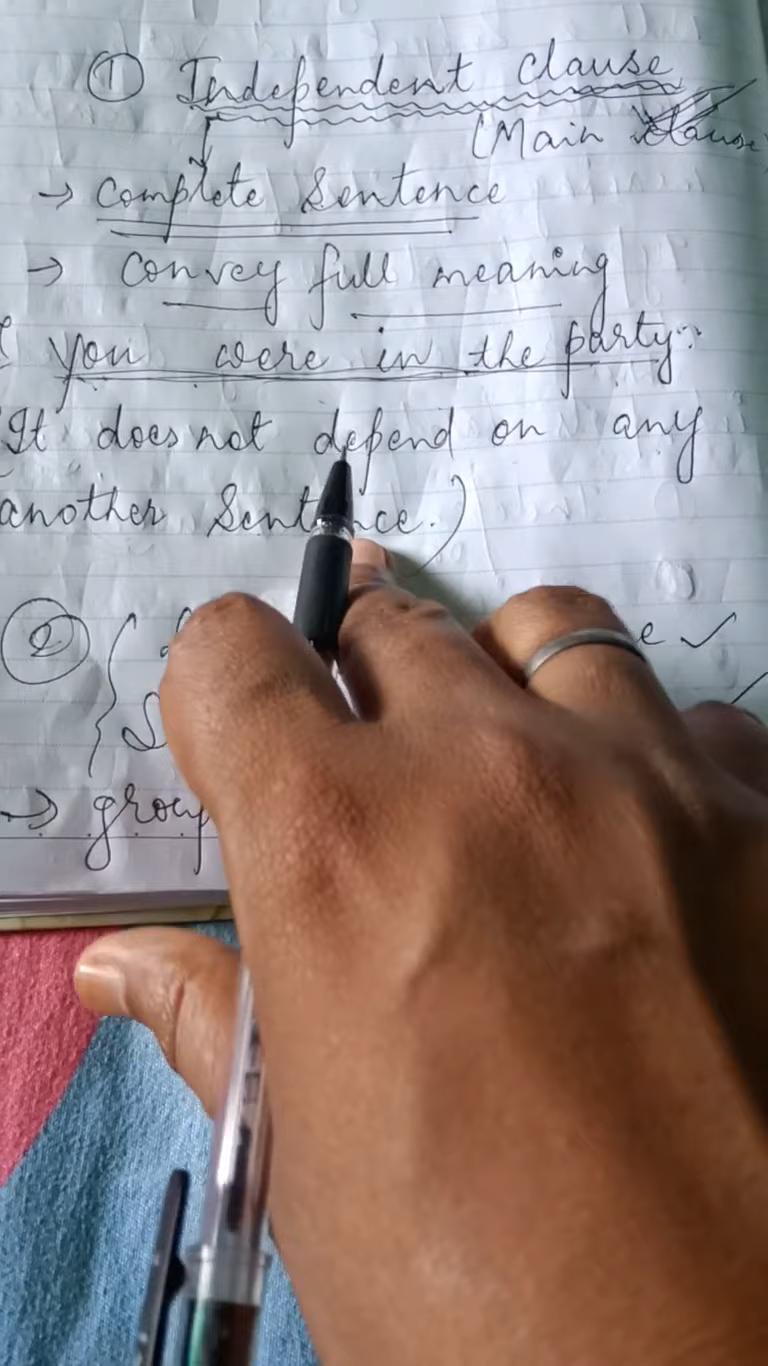 ① Independent clause
(Main clause
→ Complete Sentence
→ Convey full meaning
you were in the party.
It does not depend on any
another Sentence.)
②
→ group